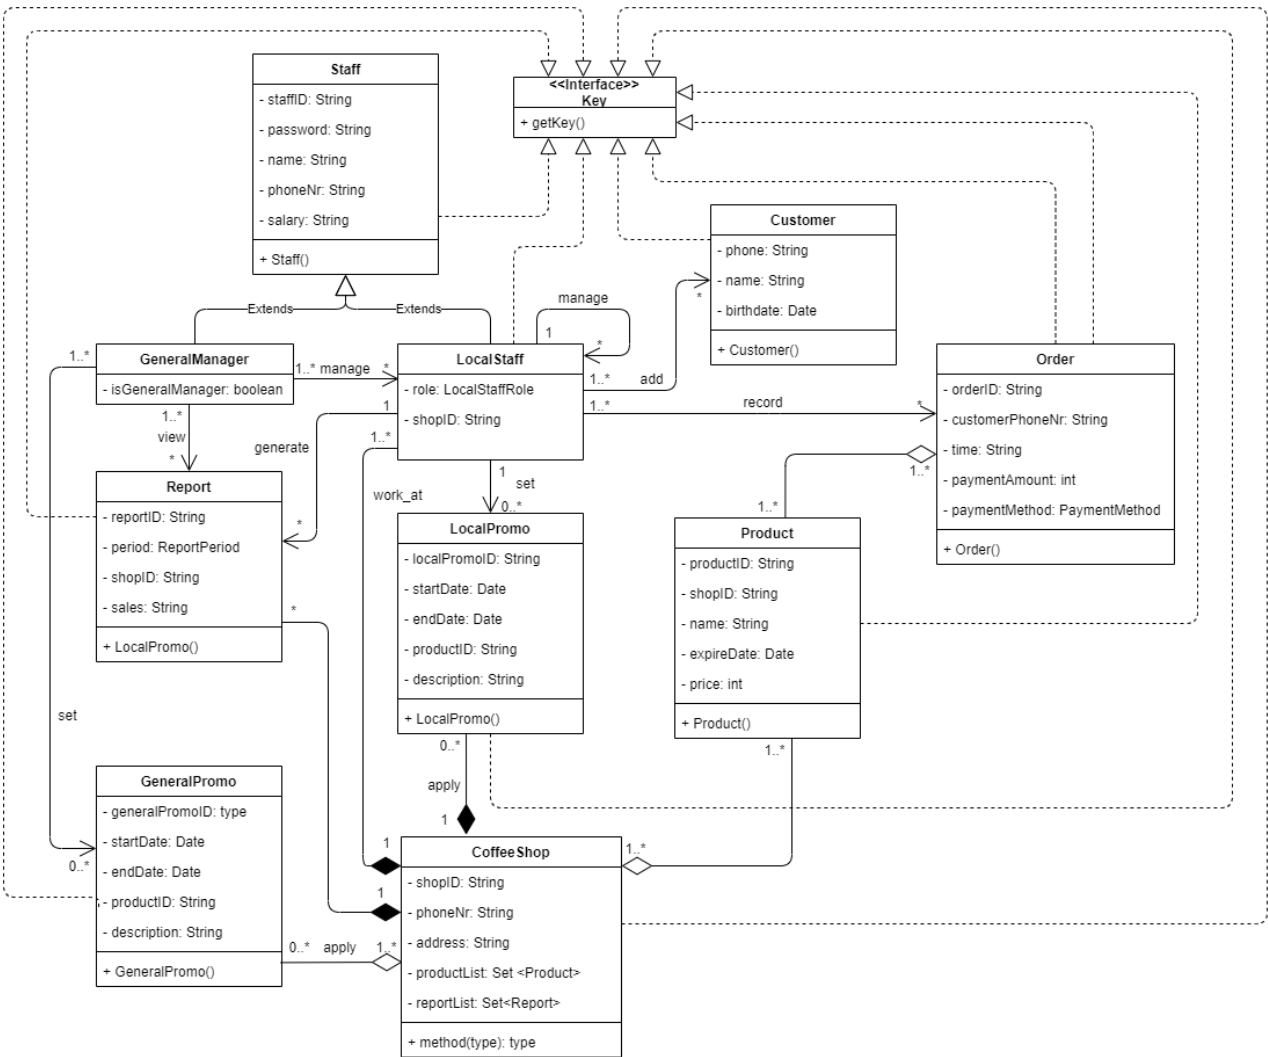 Staff
- staffID: String
- password: String
- name: String
- phoneNr: String
- salary: String
+ Staff()
<<Interface>>
Key
+ getKey()
Customer
- phone: String
- name: String
- birthdate: Date
+ Customer()
Extends
Extends
manage
1
*
*
1..*
GeneralManager
- isGeneralManager: boolean
1..*
manage
*
LocalStaff
- role: LocalStaffRole
- shopID: String
1..*
add
1..*
record
*
Order
- orderID: String
- customerPhoneNr: String
- time: String
- paymentAmount: int
- paymentMethod: PaymentMethod
+ Order()
1..*
view
*
1
generate
1..*
work_at
*
1
set
0..*
1..*
1..*
Report
- reportID: String
- period: ReportPeriod
- shopID: String
- sales: String
+ LocalPromo()
*
LocalPromo
- localPromoID: String
- startDate: Date
- endDate: Date
- productID: String
- description: String
+ LocalPromo()
0..*
apply
1
Product
- productID: String
- shopID: String
- name: String
- expireDate: Date
- price: int
+ Product()
1..*
set
0..*
GeneralPromo
- generalPromoID: type
- startDate: Date
- endDate: Date
- productID: String
- description: String
+ GeneralPromo()
0..*
apply
1..*
1
1
1..*
CoffeeShop
- shopID: String
- phoneNr: String
- address: String
- productList: Set <Product>
- reportList: Set<Report>
+ method(type): type